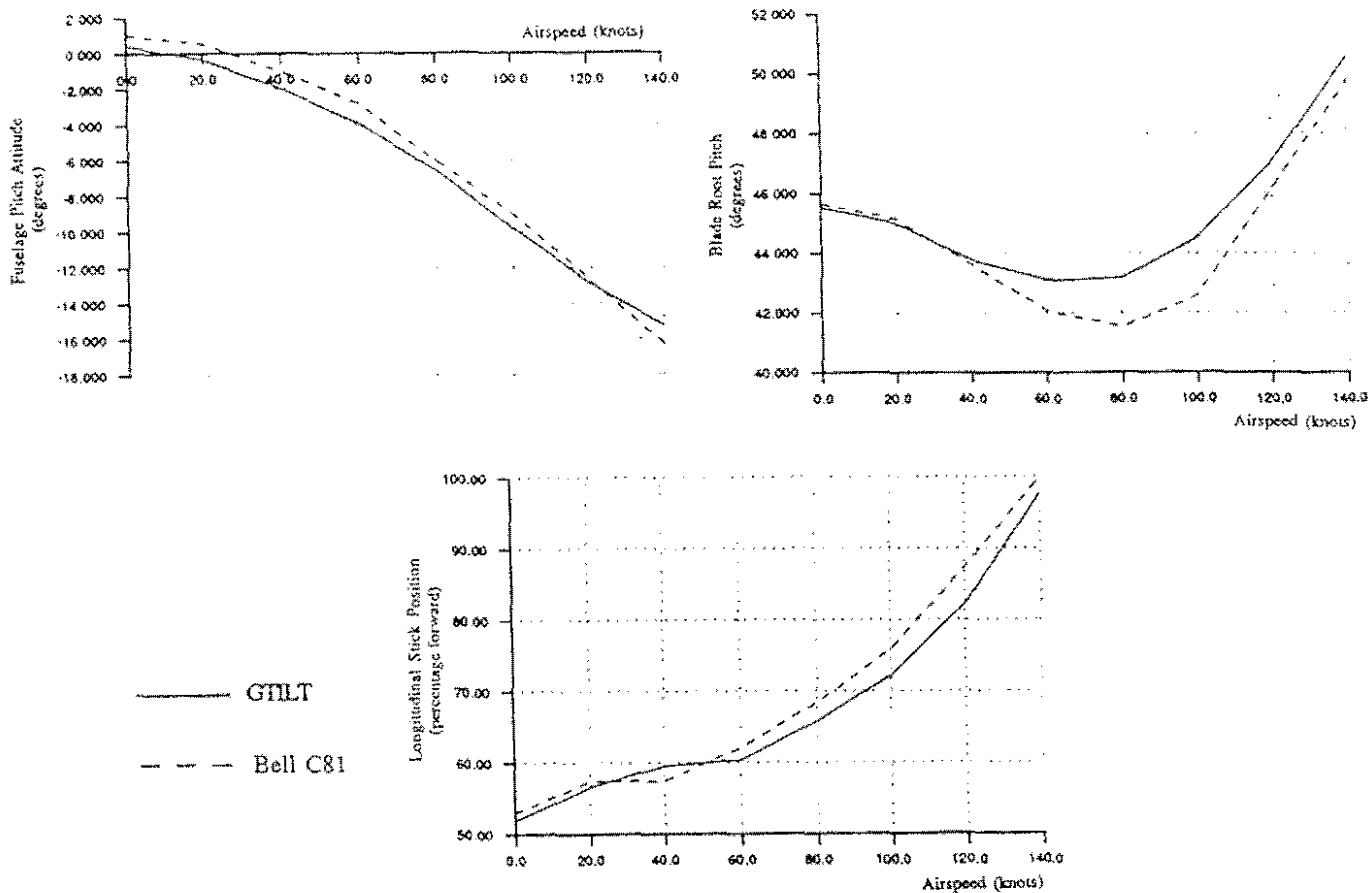 2 000
0 000
-2 000
-4 000
-6 000
-8 000
-10 000
-12 000
-14 000
-16 000
-18.000
Fuselage Pitch Attitude
(degrees)
Airspeed (knots)
20.0 40.0 60.0 80.0 100.0 120.0 140.0
52 000
50.000
48 000
46 000
44 000
42 000
40.000
Blade Root Pitch
(degrees)
0.0 20.0 40.0 60.0 80.0 100.0 120.0 140.0
Airspeed (knots)
100.00
90.00
80.00
70.00
60.00
50 00
Longitudinal Stick Position
(percentage forward)
0.0 20.0 40.0 60.0 80.0 100.0 120.0 140.0
Airspeed (knots)
GTILT
Bell C81